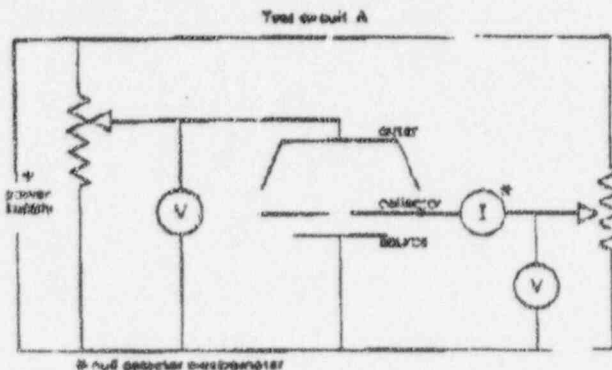 Test circuit A
outer
*
power
supply
V
collector
I
*
source
V